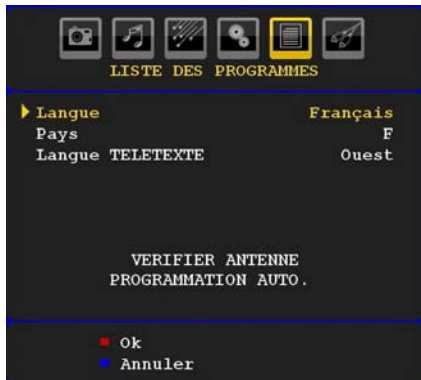 LISTE DES PROGRAMMES
Langue Français
Pays F
Langue TELETEXTE Ouest
VERIFIER ANTENNE
PROGRAMMATION AUTO.
Ok
Annuler